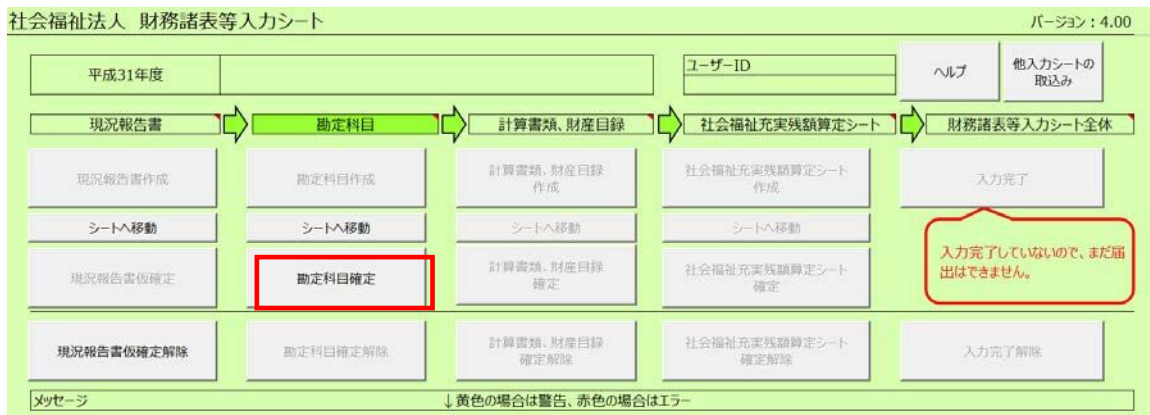 社会福祉法人 財務諸表等入力シート
バージョン：4.00
平成31年度
ユーザーID
ヘルプ
他入力シートの
取込み
現況報告書
勘定科目
計算書類、財産目録
社会福祉充実残額算定シート
財務諸表等入力シート全体
現況報告書作成
勘定科目作成
計算書類、財産目録
作成
社会福祉充実残額算定シート
作成
入力完了
シートへ移動
シートへ移動
シートへ移動
シートへ移動
入力完了していないので、まだ届
出はできません。
現況報告書仮確定
勘定科目確定
計算書類、財産目録
確定
社会福祉充実残額算定シート
確定
現況報告書仮確定解除
勘定科目確定解除
計算書類、財産目録
確定解除
社会福祉充実残額算定シート
確定解除
入力完了解除
メッセージ
↓黄色の場合は警告、赤色の場合はエラー